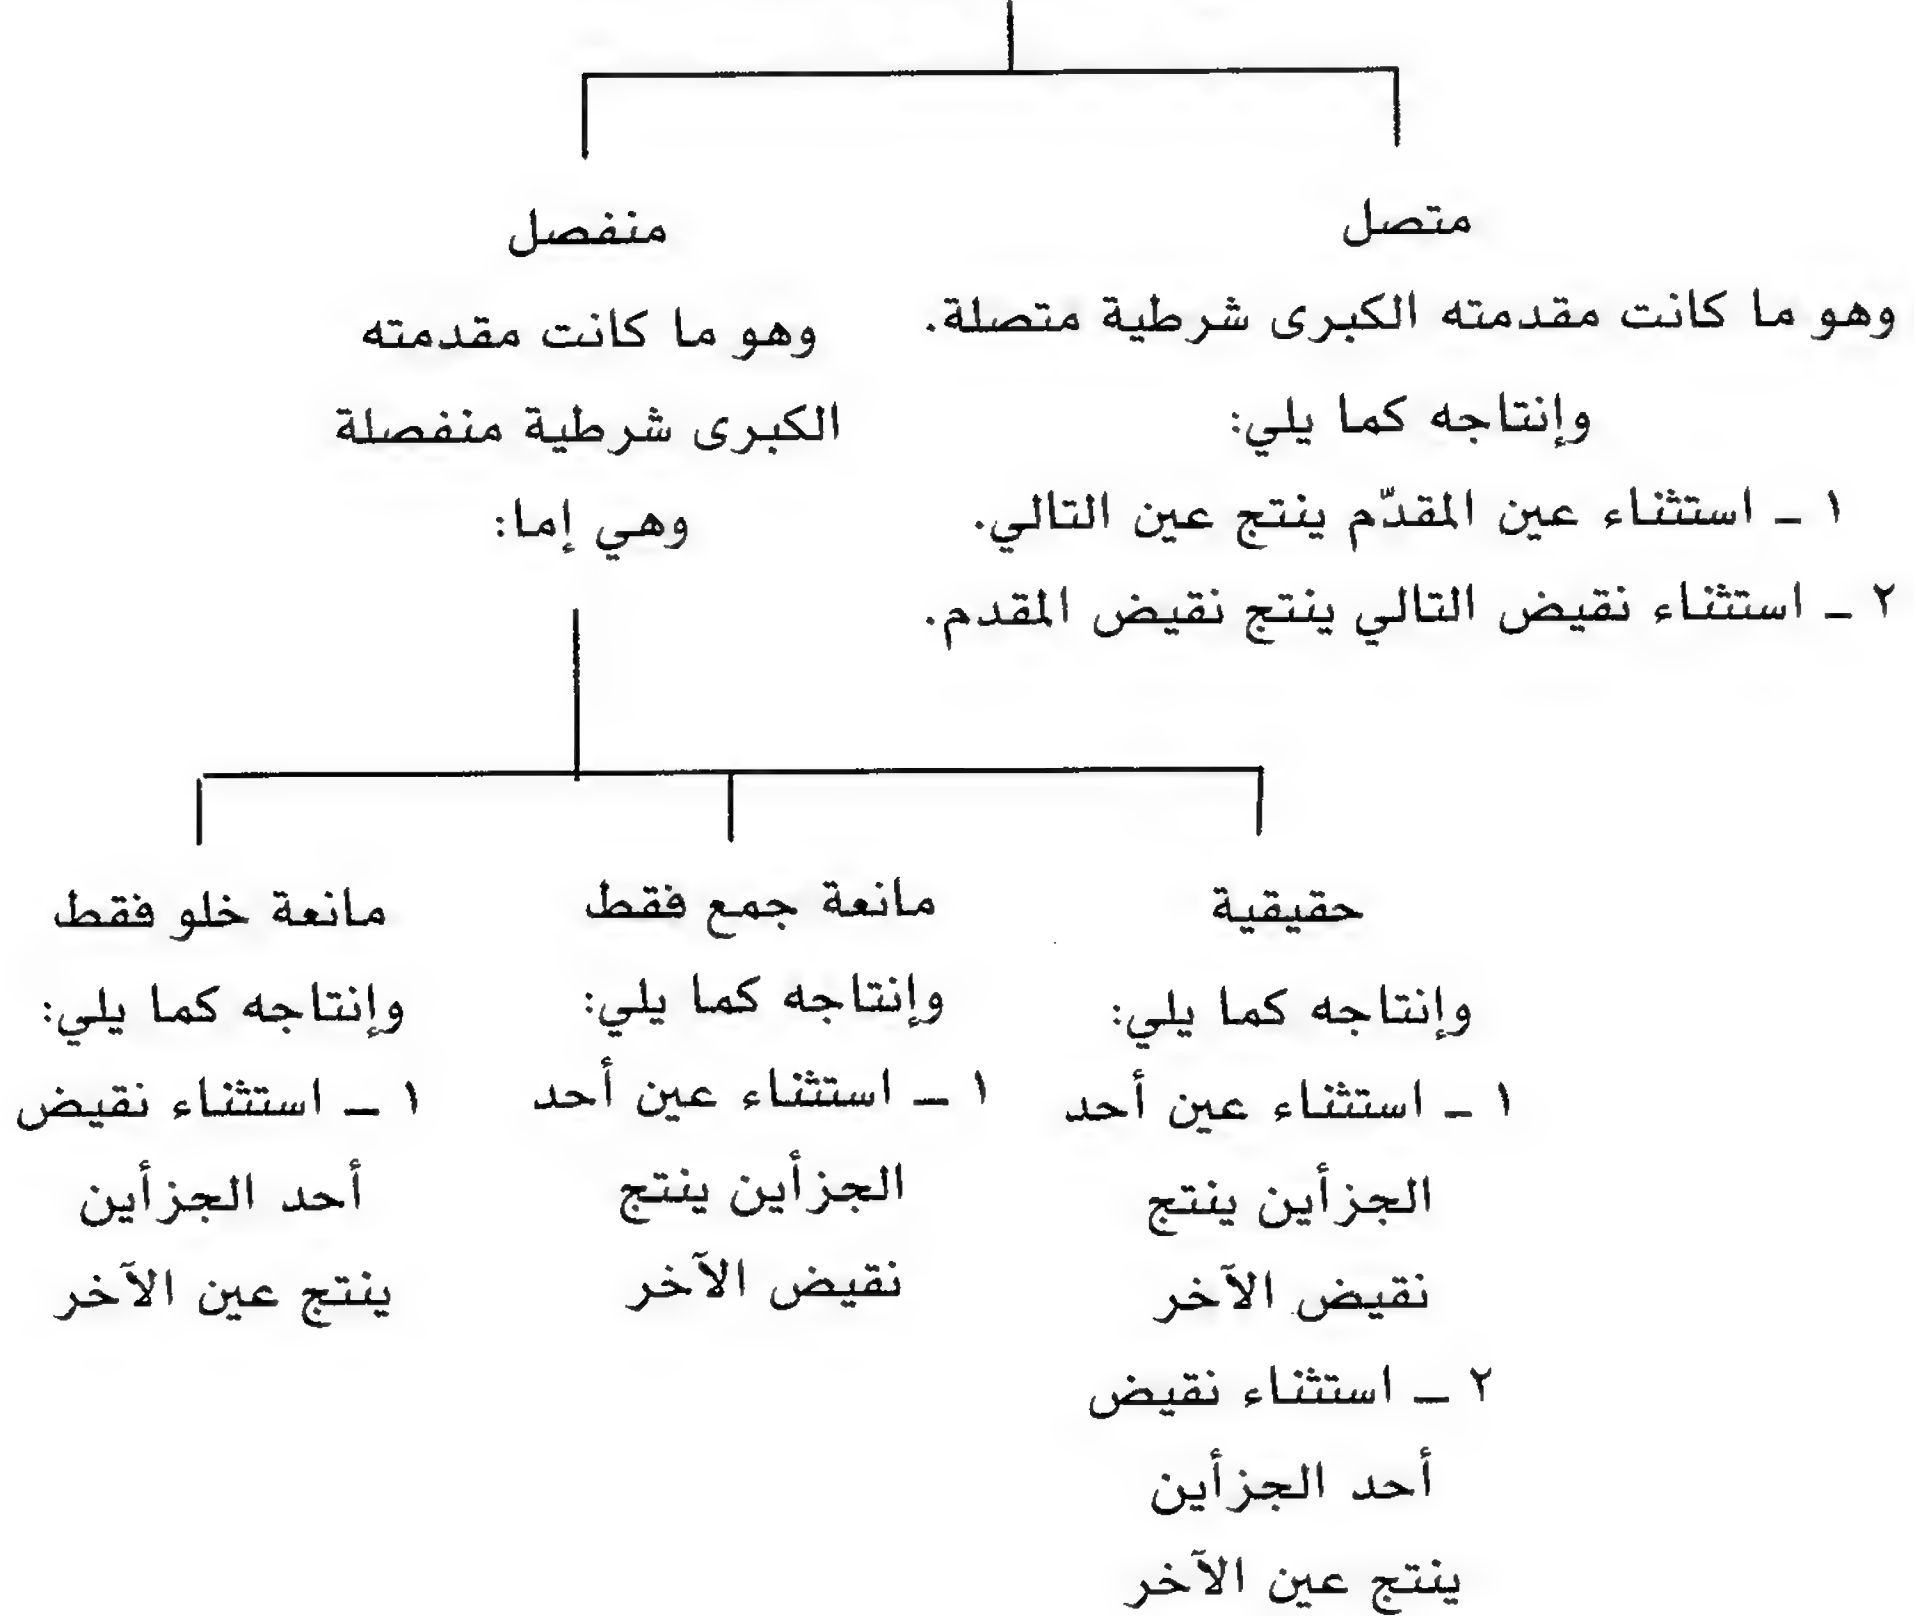 متصل
وهو ما كانت مقدمته الكبرى شرطية متصلة.
وإنتاجه كما يلي:
١ ـ استثناء عين المقدّم ينتج عين التالي.
٢ ـ استثناء نقيض التالي ينتج نقيض المقدم.
منفصل
وهو ما كانت مقدمته
الكبرى شرطية منفصلة
وهي إما:
حقيقية
وإنتاجه كما يلي:
١ ـ استثناء عين أحد
الجزأين ينتج
نقيض الآخر
٢ ـ استثناء نقيض
أحد الجزأين
ينتج عين الآخر
مانعة جمع فقط
وإنتاجه كما يلي:
١ ـ استثناء عين أحد
الجزأين ينتج
نقيض الآخر
مانعة خلو فقط
وإنتاجه كما يلي:
١ ـ استثناء نقيض
أحد الجزأين
ينتج عين الآخر